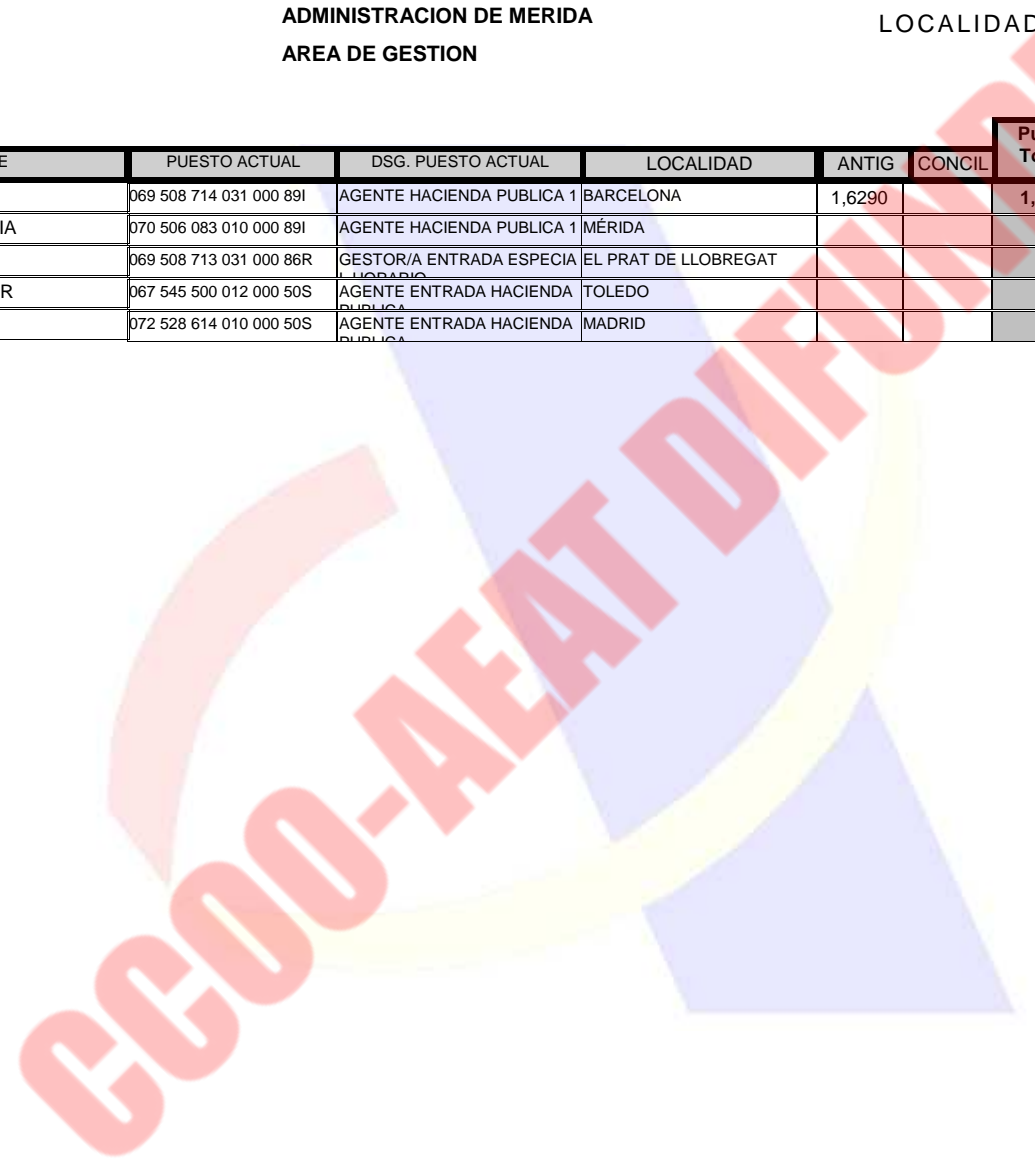 ADMINISTRACION DE MERIDA
LOCALIDAD
AREA DE GESTION
E PUESTO ACTUAL DSG. PUESTO ACTUAL LOCALIDAD ANTIG CONCIL
069 508 714 031 000 89I AGENTE HACIENDA PUBLICA 1 BARCELONA 1,6290 1,
IA 070 506 083 010 000 89I AGENTE HACIENDA PUBLICA 1 MÉRIDA
069 508 713 031 000 86R GESTOR/A ENTRADA ESPECIA EL PRAT DE LLOBREGAT
R 067 545 500 012 000 50S AGENTE ENTRADA HACIENDA TOLEDO
072 528 614 010 000 50S AGENTE ENTRADA HACIENDA MADRID
CCOO-AEAT DIFUND